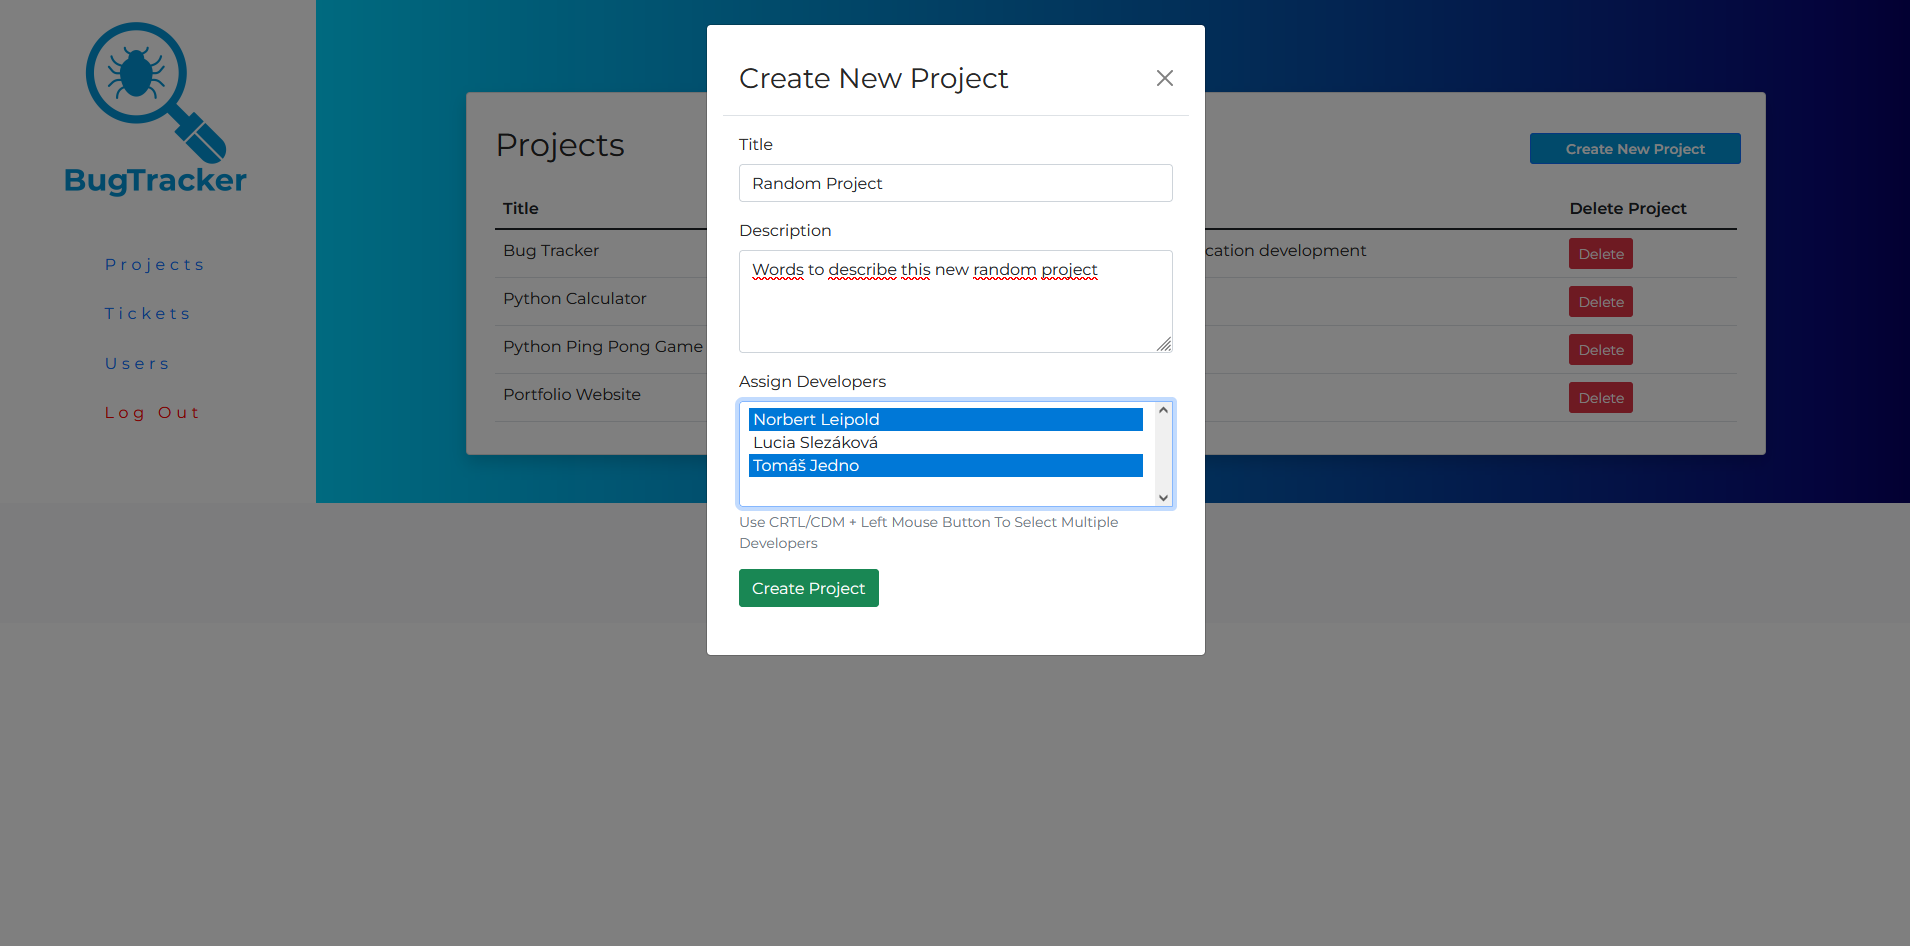 BugTracker
Projects
Tickets
Users
Log Out
Projects
Create New Project
Title
Delete Project
Bug Tracker
cation development
Delete
Python Calculator
Delete
Python Ping Pong Game
Delete
Portfolio Website
Delete
Create New Project
Title
Random Project
Description
Words to describe this new random project
Assign Developers
Norbert Leipold
Lucia Slezáková
Tomáš Jedno
Use CRTL/CDM + Left Mouse Button To Select Multiple
Developers
Create Project